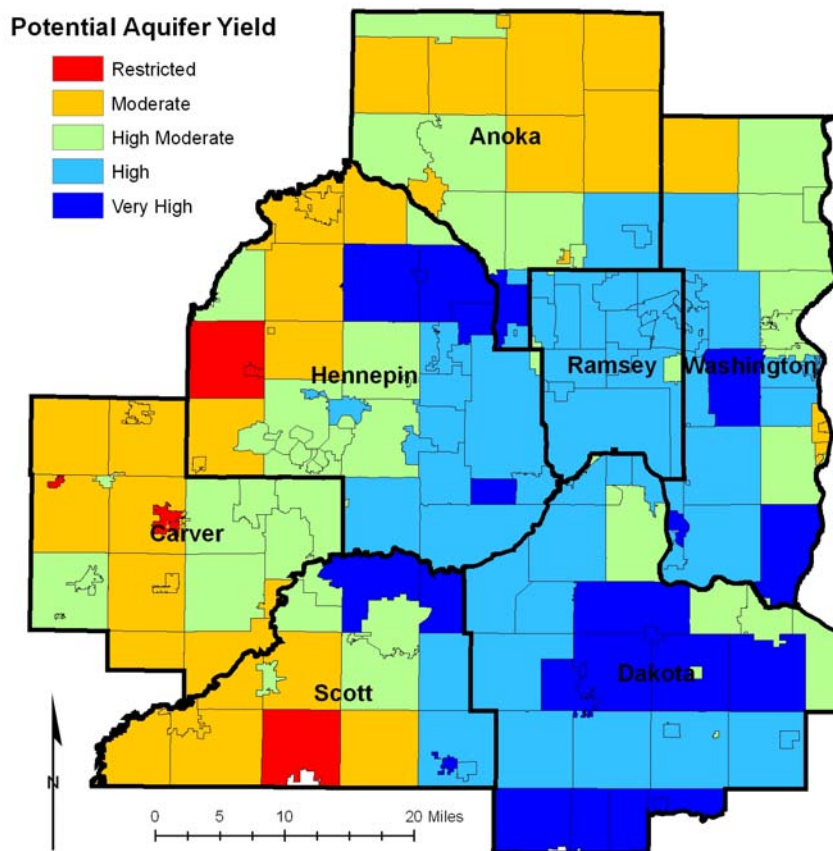 Potential Aquifer Yield
Restricted
Moderate
High Moderate
High
Very High
Anoka
Hennepin
Ramsey
Washington
Carver
Scott
Dakota
N
0 5 10 20 Miles